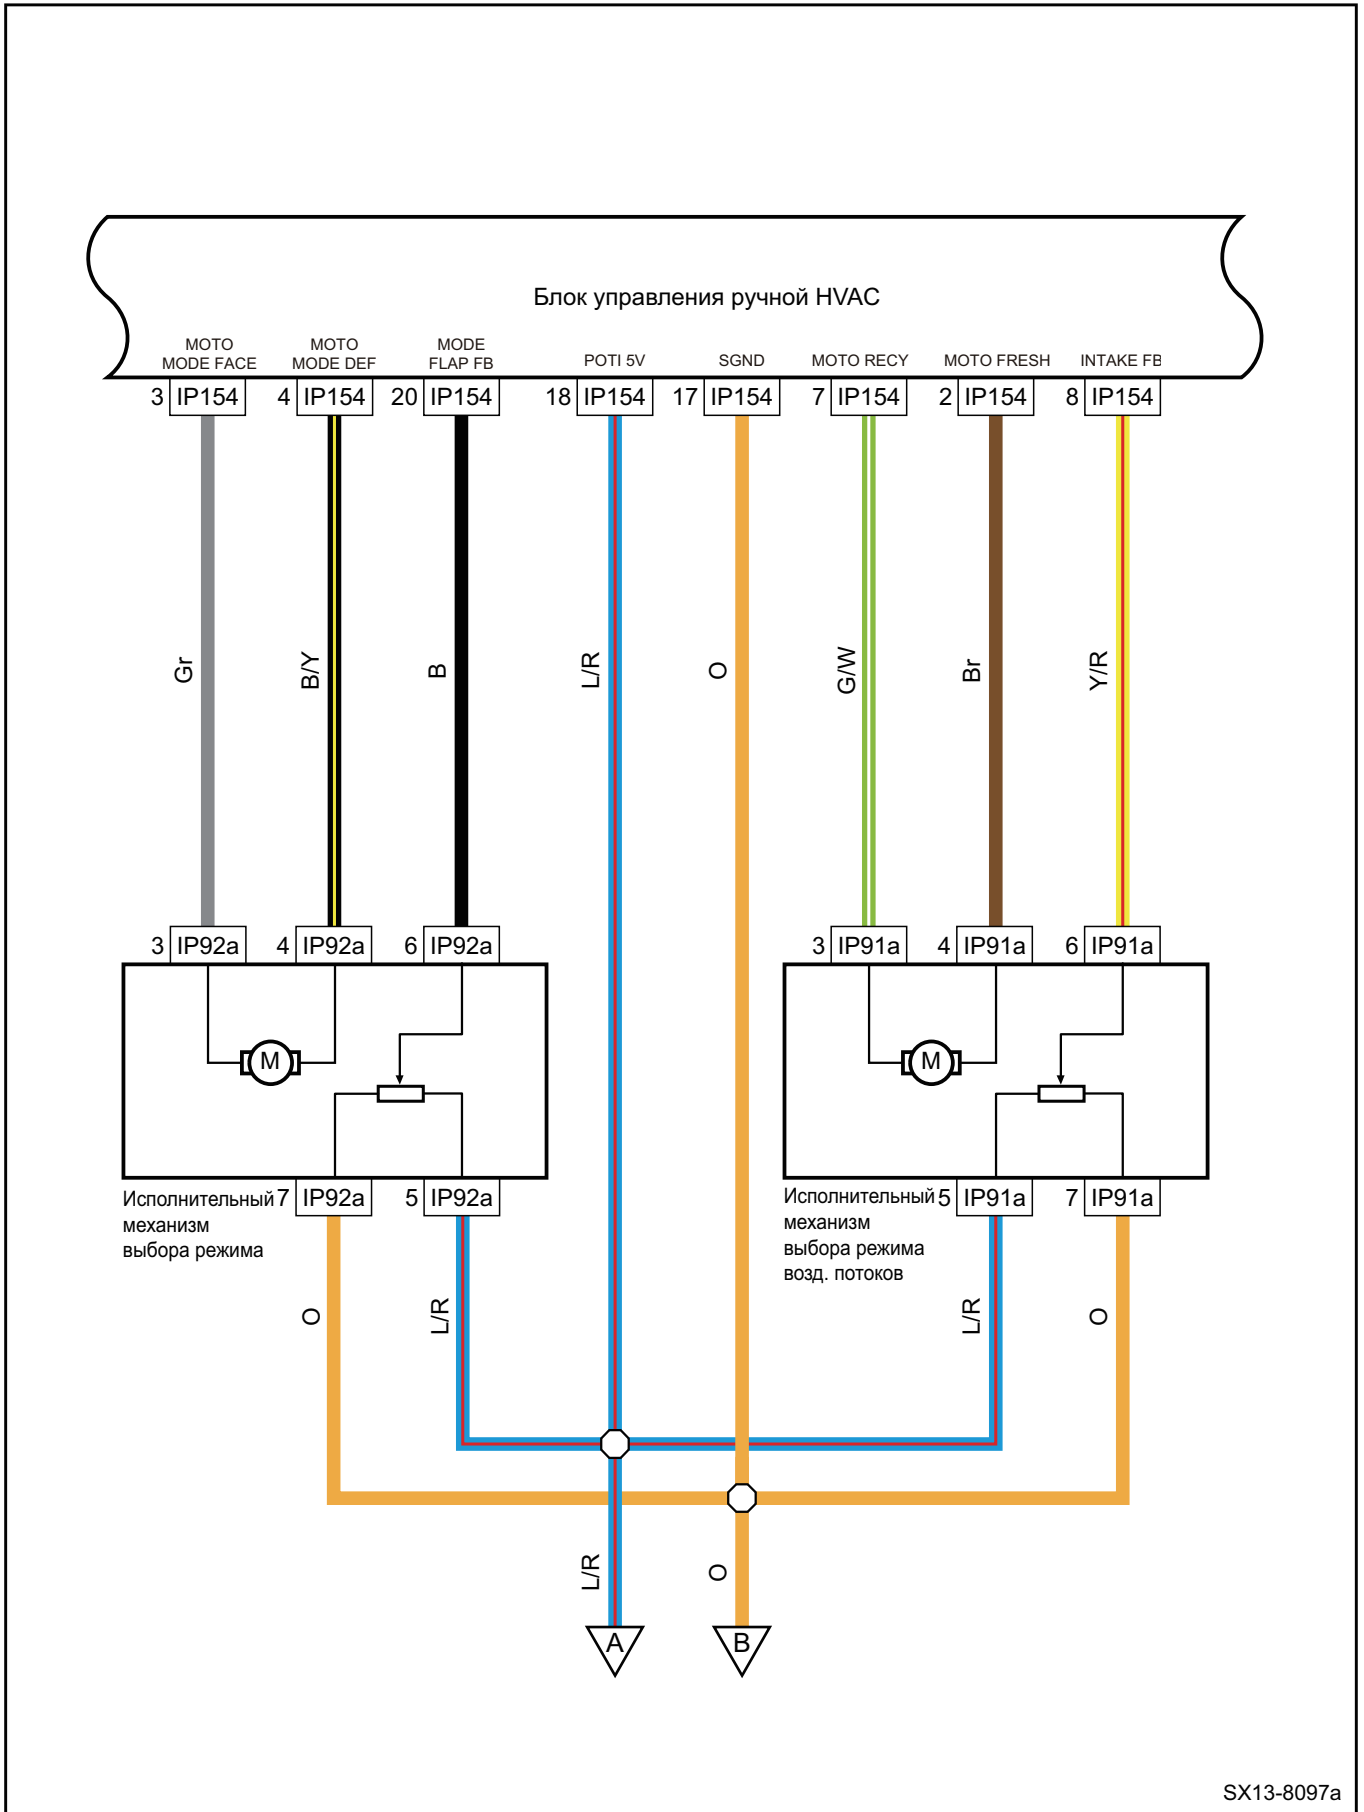 Блок управления ручной HVAC
MOTO MODE FACE
MOTO MODE DEF
MODE FLAP FB
POTI 5V
SGND
MOTO RECY
MOTO FRESH
INTAKE FB
3 IP154
4 IP154
20 IP154
18 IP154
17 IP154
7 IP154
2 IP154
8 IP154
Gr
B/Y
B
L/R
O
G/W
Br
Y/R
3 IP92a
4 IP92a
6 IP92a
3 IP91a
4 IP91a
6 IP91a
M
M
Исполнительный
механизм
выбора режима
7 IP92a
5 IP92a
Исполнительный
механизм
выбора режима
возд. потоков
5 IP91a
7 IP91a
O
L/R
L/R
O
L/R
O
A
B
SX13-8097a